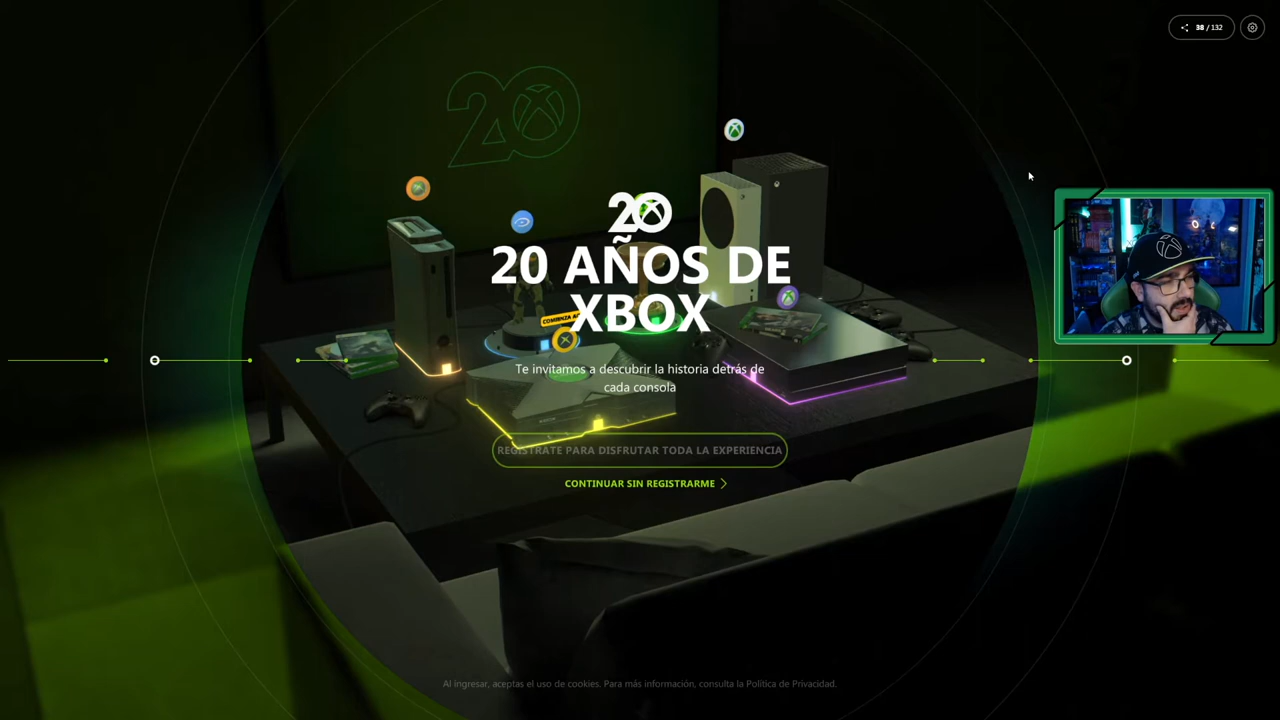 38 / 132
20
20
20 AÑOS DE
XBOX
COMIENZA
Te invitamos a descubrir la historia detrás de
cada consola
REGÍSTRATE PARA DISFRUTAR TODA LA EXPERIENCIA
CONTINUAR SIN REGISTRARME
Al ingresar, aceptas el uso de cookies. Para más información, consulta la Política de Privacidad.